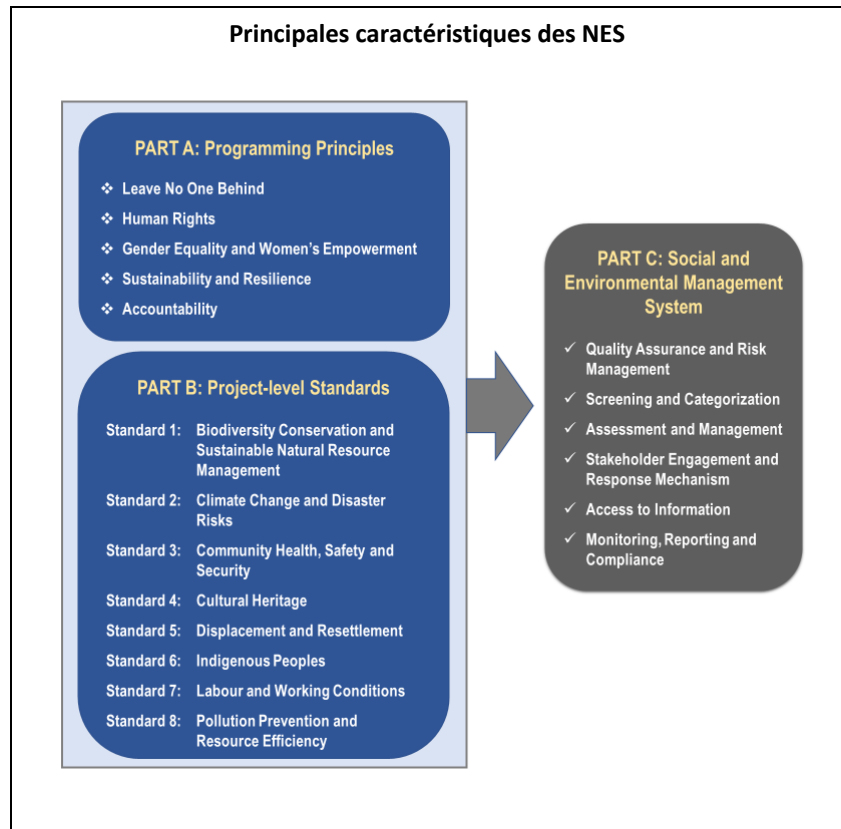 Principales caractéristiques des NES
PART A: Programming Principles
❖ Leave No One Behind
❖ Human Rights
❖ Gender Equality and Women's Empowerment
❖ Sustainability and Resilience
❖ Accountability
PART B: Project-level Standards
Standard 1: Biodiversity Conservation and
Sustainable Natural Resource
Management
Standard 2: Climate Change and Disaster
Risks
Standard 3: Community Health, Safety and
Security
Standard 4: Cultural Heritage
Standard 5: Displacement and Resettlement
Standard 6: Indigenous Peoples
Standard 7: Labour and Working Conditions
Standard 8: Pollution Prevention and
Resource Efficiency
PART C: Social and
Environmental Management
System
✓ Quality Assurance and Risk
Management
✓ Screening and Categorization
✓ Assessment and Management
✓ Stakeholder Engagement and
Response Mechanism
✓ Access to Information
✓ Monitoring, Reporting and
Compliance